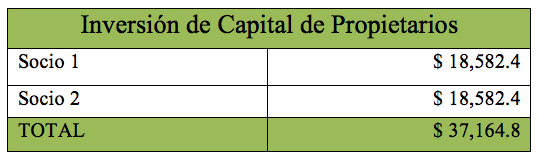 Inversión de Capital de Propietarios
Socio 1 $ 18,582.4
Socio 2 $ 18,582.4
TOTAL $ 37,164.8